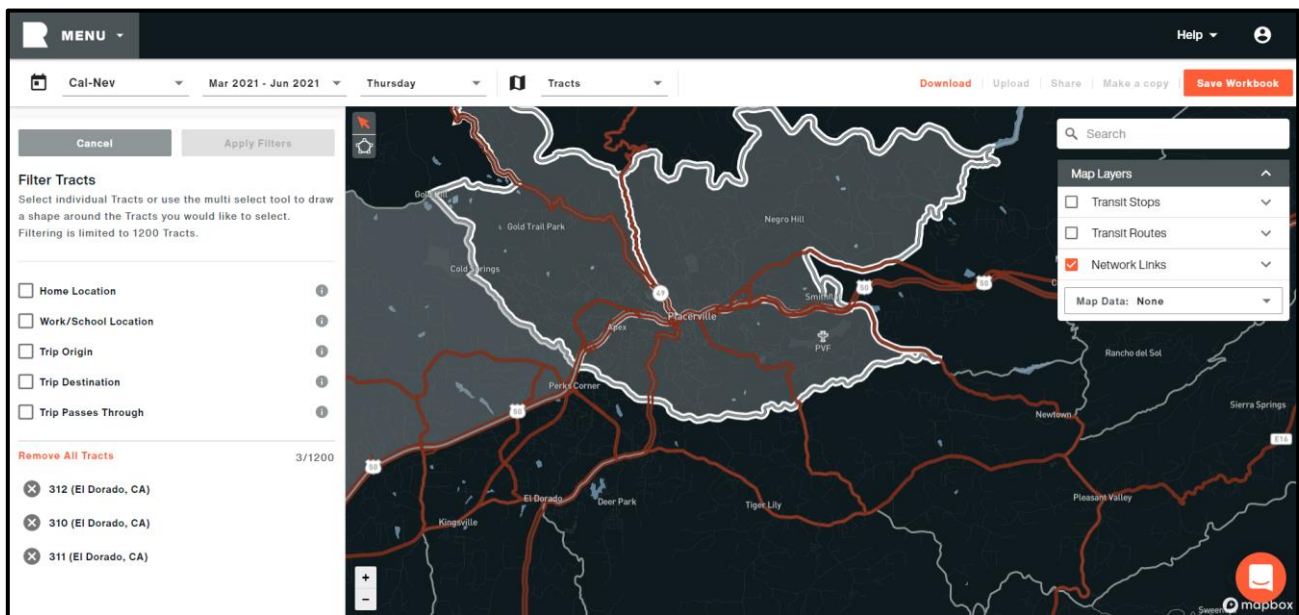 MENU
Help
Cal-Nev
Mar 2021 - Jun 2021
Thursday
Tracts
Download
Upload
Share
Make a copy
Save Workbook
Cancel
Apply Filters
Filter Tracts
Select individual Tracts or use the multi select tool to draw
a shape around the Tracts you would like to select.
Filtering is limited to 1200 Tracts.
Home Location
Work/School Location
Trip Origin
Trip Destination
Trip Passes Through
Remove All Tracts
3/1200
312 (El Dorado, CA)
310 (El Dorado, CA)
311 (El Dorado, CA)
Search
Map Layers
Transit Stops
Transit Routes
Network Links
Map Data: None
Gold Trail Park
Negro Hill
Cold Springs
50
50
49
Placerville
Apex
PVF
Perks Corner
50
50
Rancho del Sol
Newtown
Sierra Springs
E16
El Dorado
Deer Park
Tiger Lily
Pleasant Valley
Kingsville
+
−
mapbox